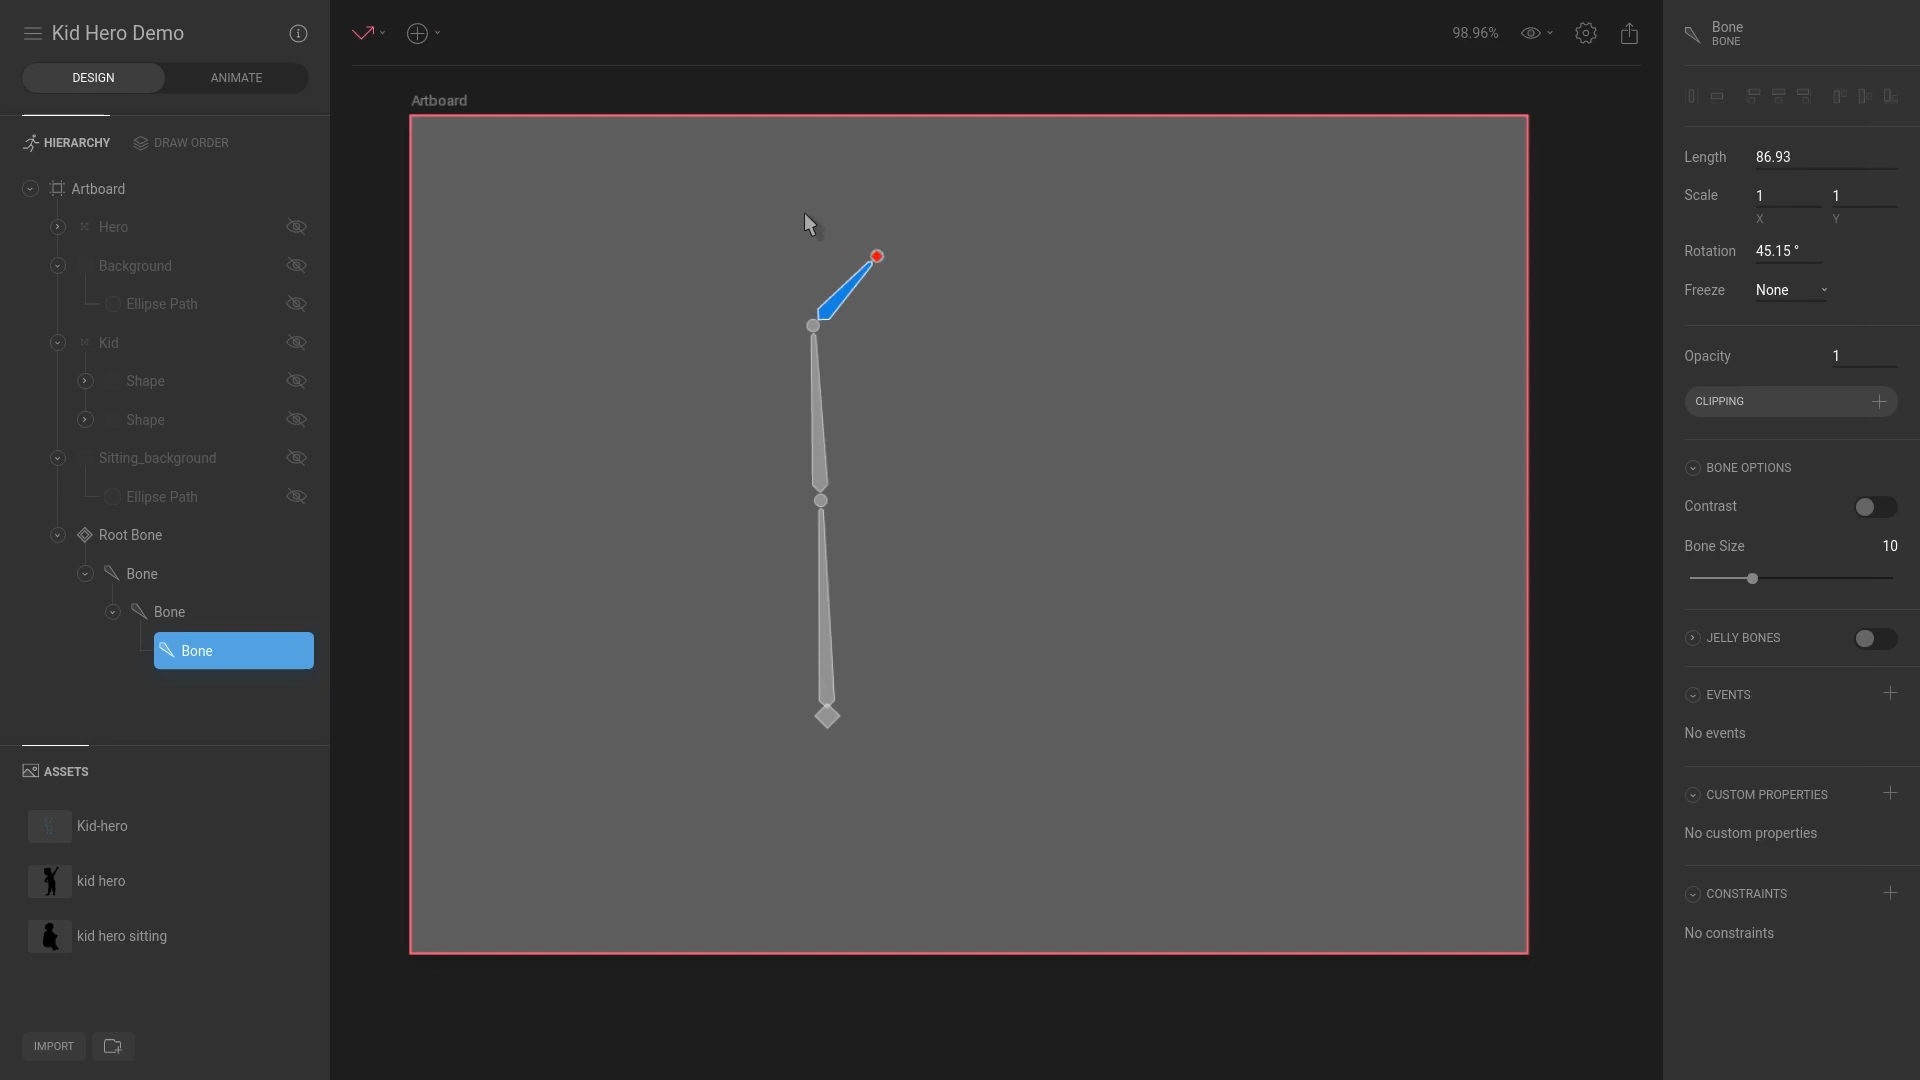 Kid Hero Demo
DESIGN
ANIMATE
HIERARCHY
DRAW ORDER
Artboard
Hero
Background
Ellipse Path
Kid
Shape
Shape
Sitting_background
Ellipse Path
Root Bone
Bone
Bone
Bone
ASSETS
Kid-hero
kid hero
kid hero sitting
IMPORT
98.96%
Artboard
Bone
BONE
Length 86.93
Scale 1 1
X Y
Rotation 45.15 °
Freeze None
Opacity 1
CLIPPING
BONE OPTIONS
Contrast
Bone Size 10
JELLY BONES
EVENTS
No events
CUSTOM PROPERTIES
No custom properties
CONSTRAINTS
No constraints